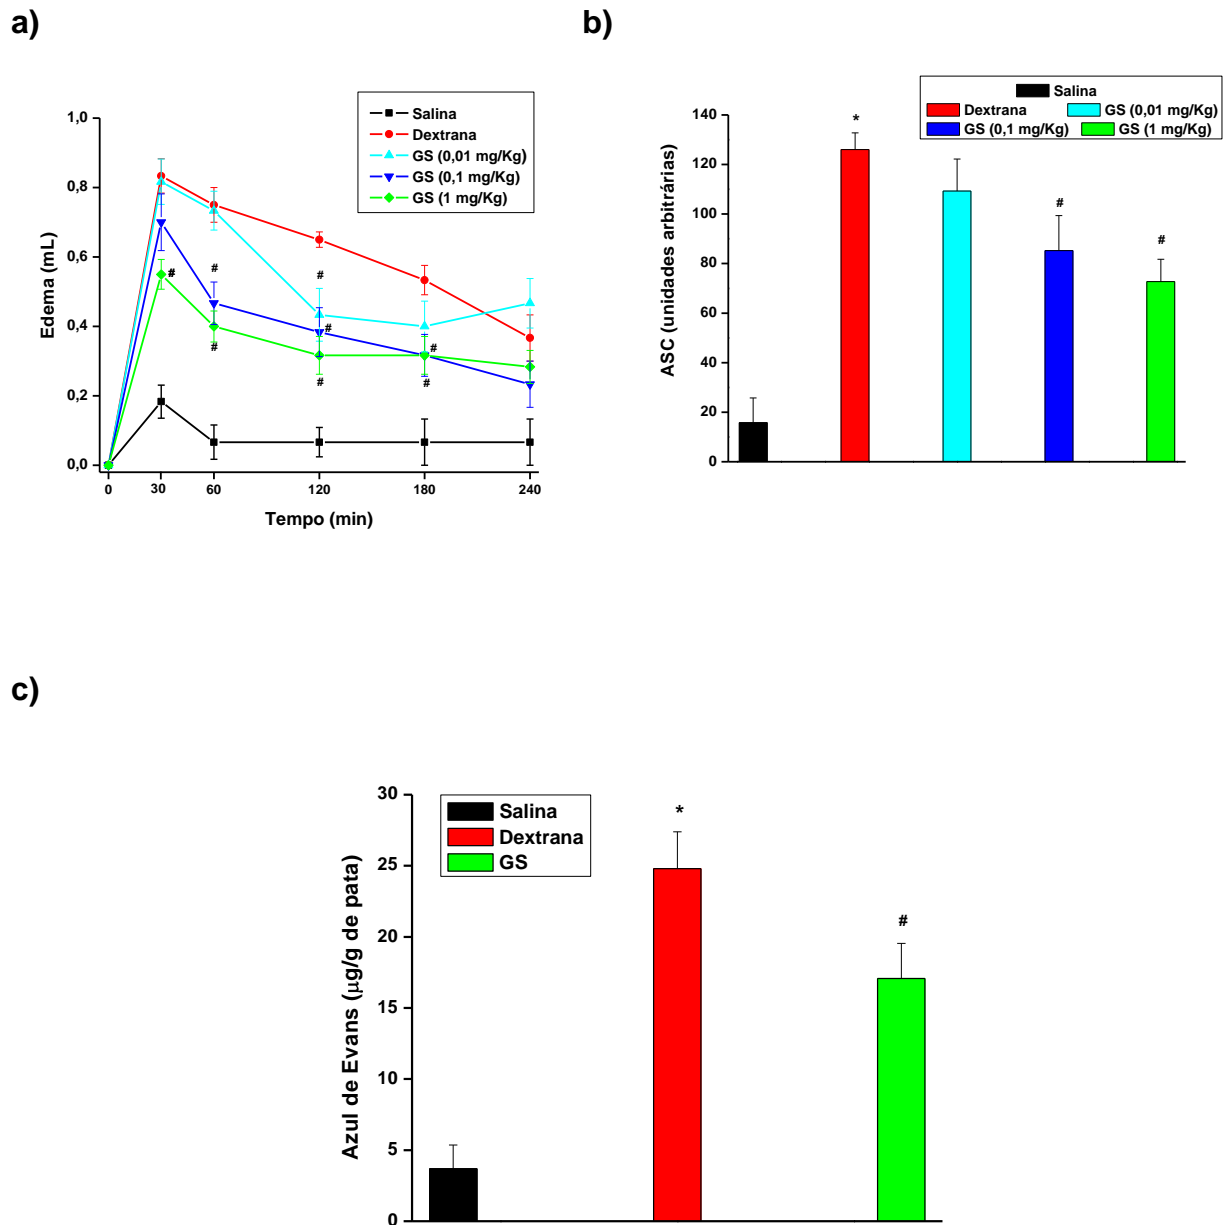 a)
Salina
Dextrana
GS (0,01 mg/Kg)
GS (0,1 mg/Kg)
GS (1 mg/Kg)
1,0
0,8
0,6
0,4
0,2
0,0
Edema (mL)
# # # # # # # #
0 30 60 120 180 240
Tempo (min)
b)
Salina
Dextrana GS (0,01 mg/Kg)
GS (0,1 mg/Kg) GS (1 mg/Kg)
140
120
100
80
60
40
20
0
ASC (unidades arbitrárias)
* # #
c)
Salina
Dextrana
GS
30
25
20
15
10
5
0
Azul de Evans (µg/g de pata)
* #